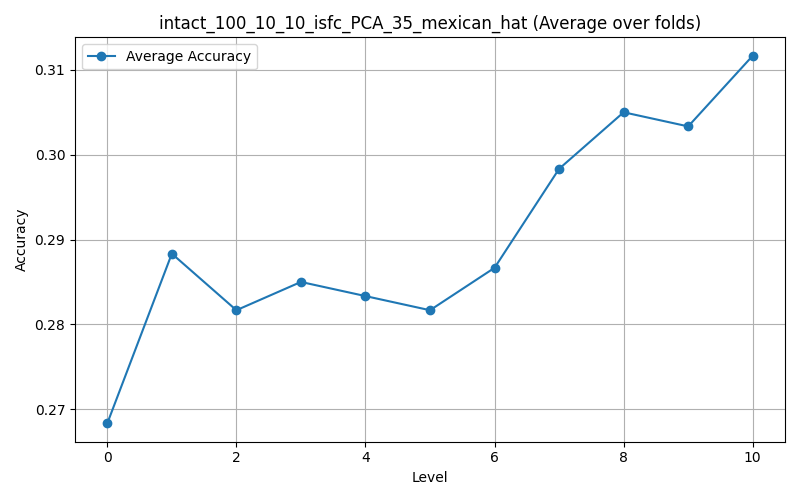 intact_100_10_10_isfc_PCA_35_mexican_hat (Average over folds)
Average Accuracy
0.31
0.30
0.29
0.28
0.27
Accuracy
0 2 4 6 8 10
Level